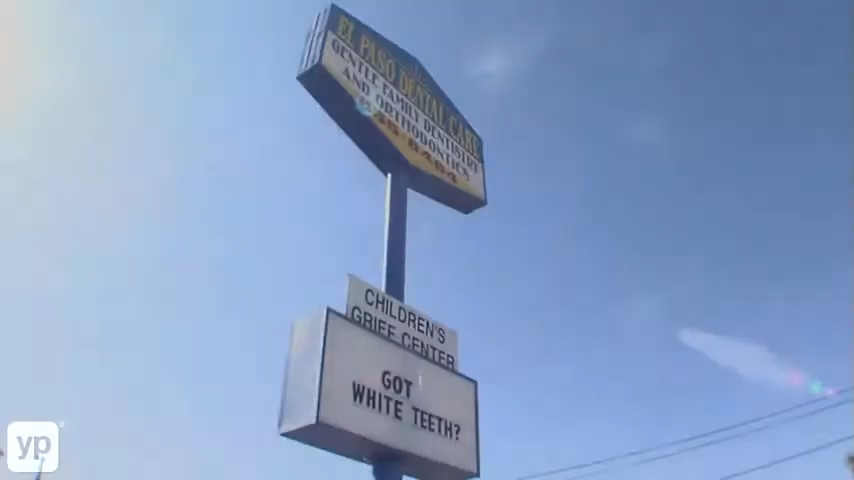 EL PASO DENTAL CARE
GENTLE FAMILY DENTISTRY
AND ORTHODONTICS
CHILDREN'S
GRIEF CENTER
GOT
WHITE TEETH?
yp